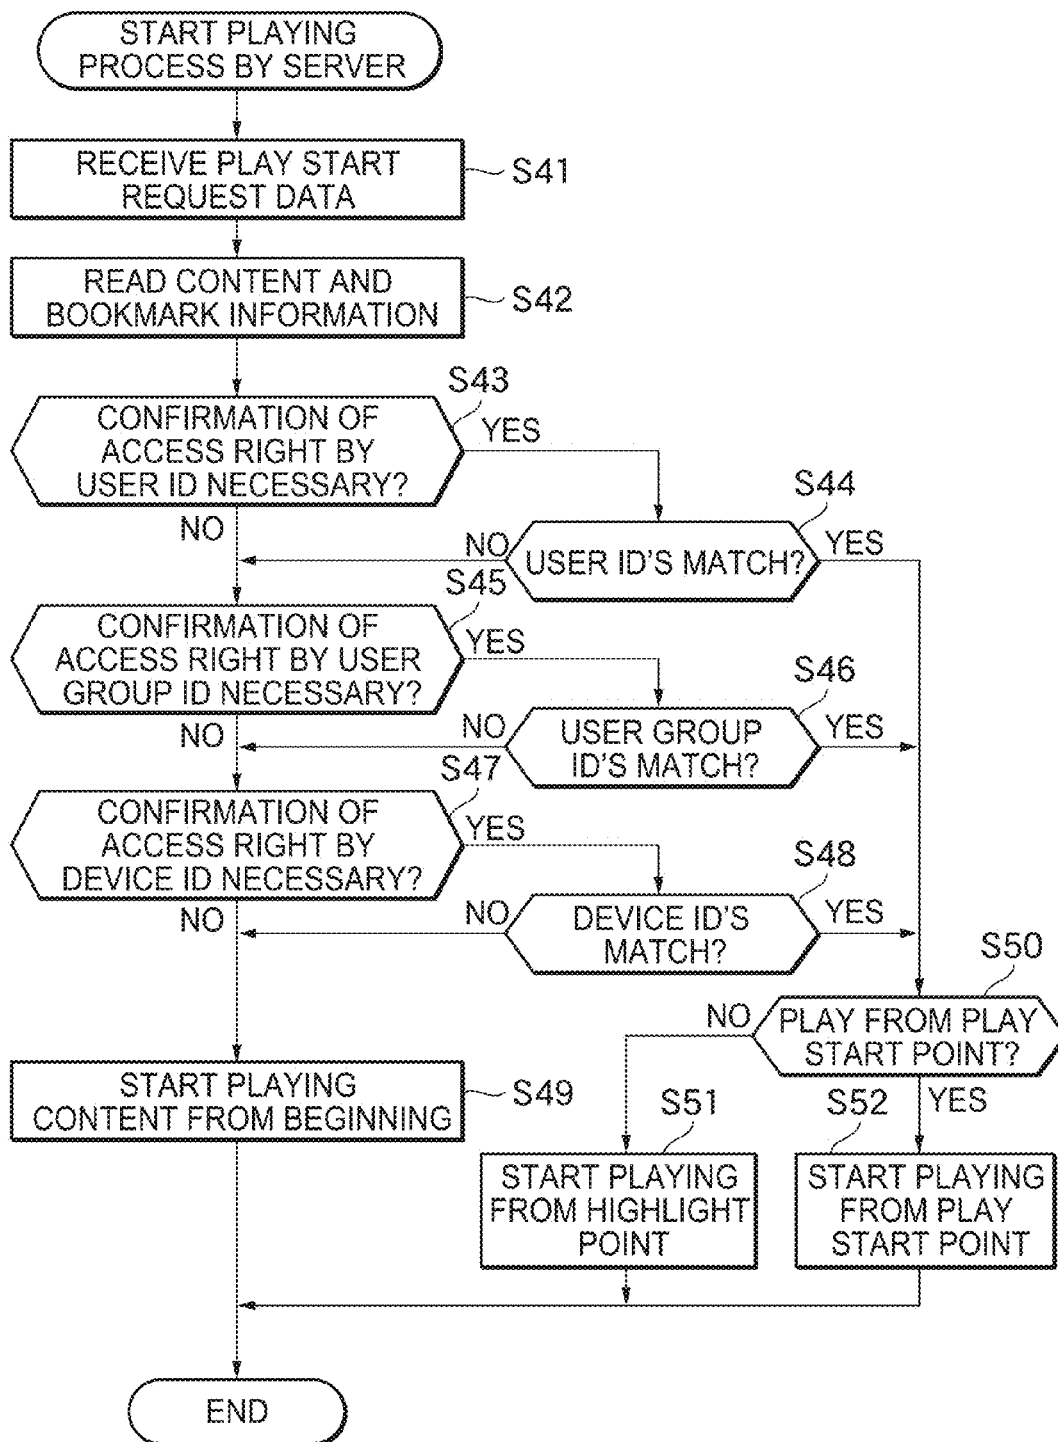 START PLAYING
PROCESS BY SERVER
RECEIVE PLAY START
REQUEST DATA
S41
READ CONTENT AND
BOOKMARK INFORMATION
S42
S43
CONFIRMATION OF
ACCESS RIGHT BY
USER ID NECESSARY?
YES
NO
S44
USER ID'S MATCH?
NO
YES
S45
CONFIRMATION OF
ACCESS RIGHT BY USER
GROUP ID NECESSARY?
YES
NO
S46
USER GROUP
ID'S MATCH?
NO
YES
S47
CONFIRMATION OF
ACCESS RIGHT BY
DEVICE ID NECESSARY?
YES
NO
S48
DEVICE ID'S
MATCH?
NO
YES
S50
PLAY FROM PLAY
START POINT?
NO
YES
START PLAYING
CONTENT FROM BEGINNING
S49
S51
START PLAYING
FROM HIGHLIGHT
POINT
S52
START PLAYING
FROM PLAY
START POINT
END